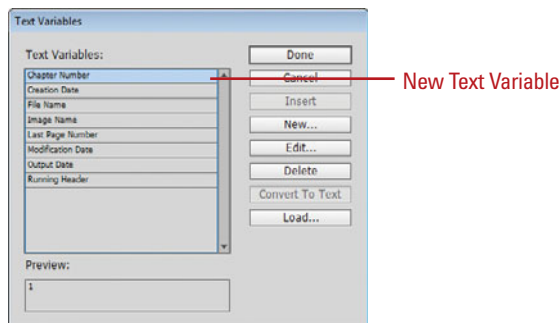 Text Variables
Text Variables:
Chapter Number
Creation Date
File Name
Image Name
Last Page Number
Modification Date
Output Date
Running Header
Preview:
1
Done
Cancel
Insert
New...
Edit...
Delete
Convert To Text
Load...
New Text Variable